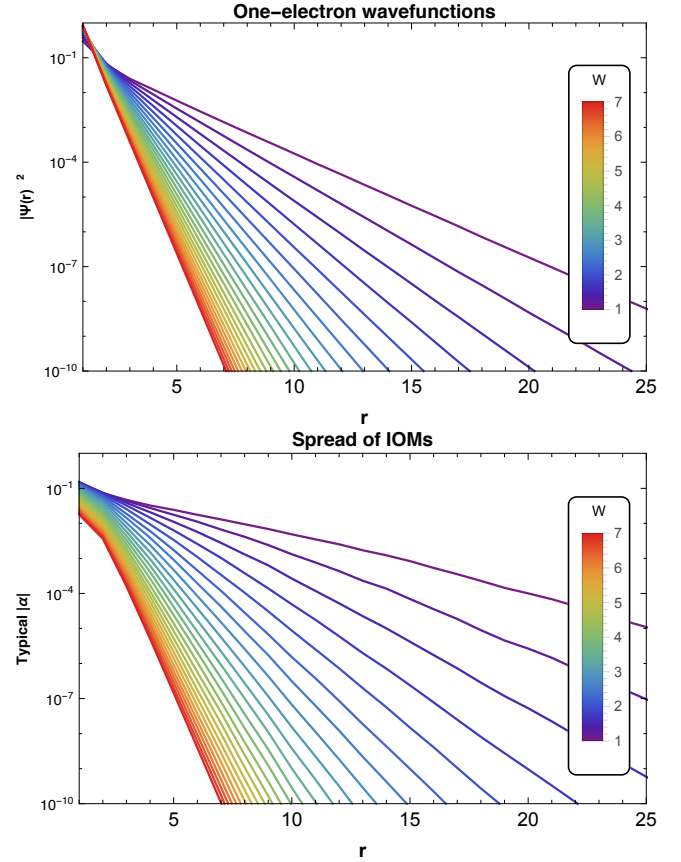 One-electron wavefunctions
10^-1
10^-4
10^-7
10^-10
|Ψ(r) ^2
W
7
6
5
4
3
2
1
5 10 15 20 25
r
Spread of IOMs
10^-1
10^-4
10^-7
10^-10
Typical |α|
W
7
6
5
4
3
2
1
5 10 15 20 25
r